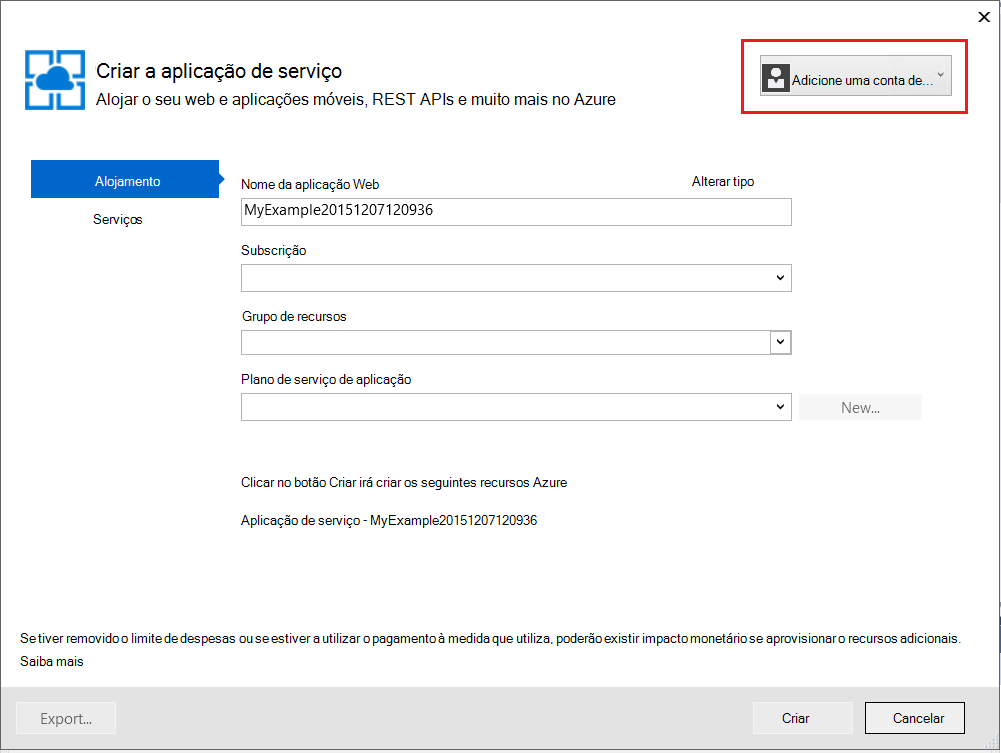 Criar a aplicação de serviço
Alojar o seu web e aplicações móveis, REST APIs e muito mais no Azure
Adicione uma conta de...
Alojamento
Serviços
Nome da aplicação Web
Alterar tipo
MyExample20151207120936
Subscrição
Grupo de recursos
Plano de serviço de aplicação
New...
Clicar no botão Criar irá criar os seguintes recursos Azure
Aplicação de serviço - MyExample20151207120936
Se tiver removido o limite de despesas ou se estiver a utilizar o pagamento à medida que utiliza, poderão existir impacto monetário se aprovisionar o recursos adicionais.
Saiba mais
Export...
Criar
Cancelar